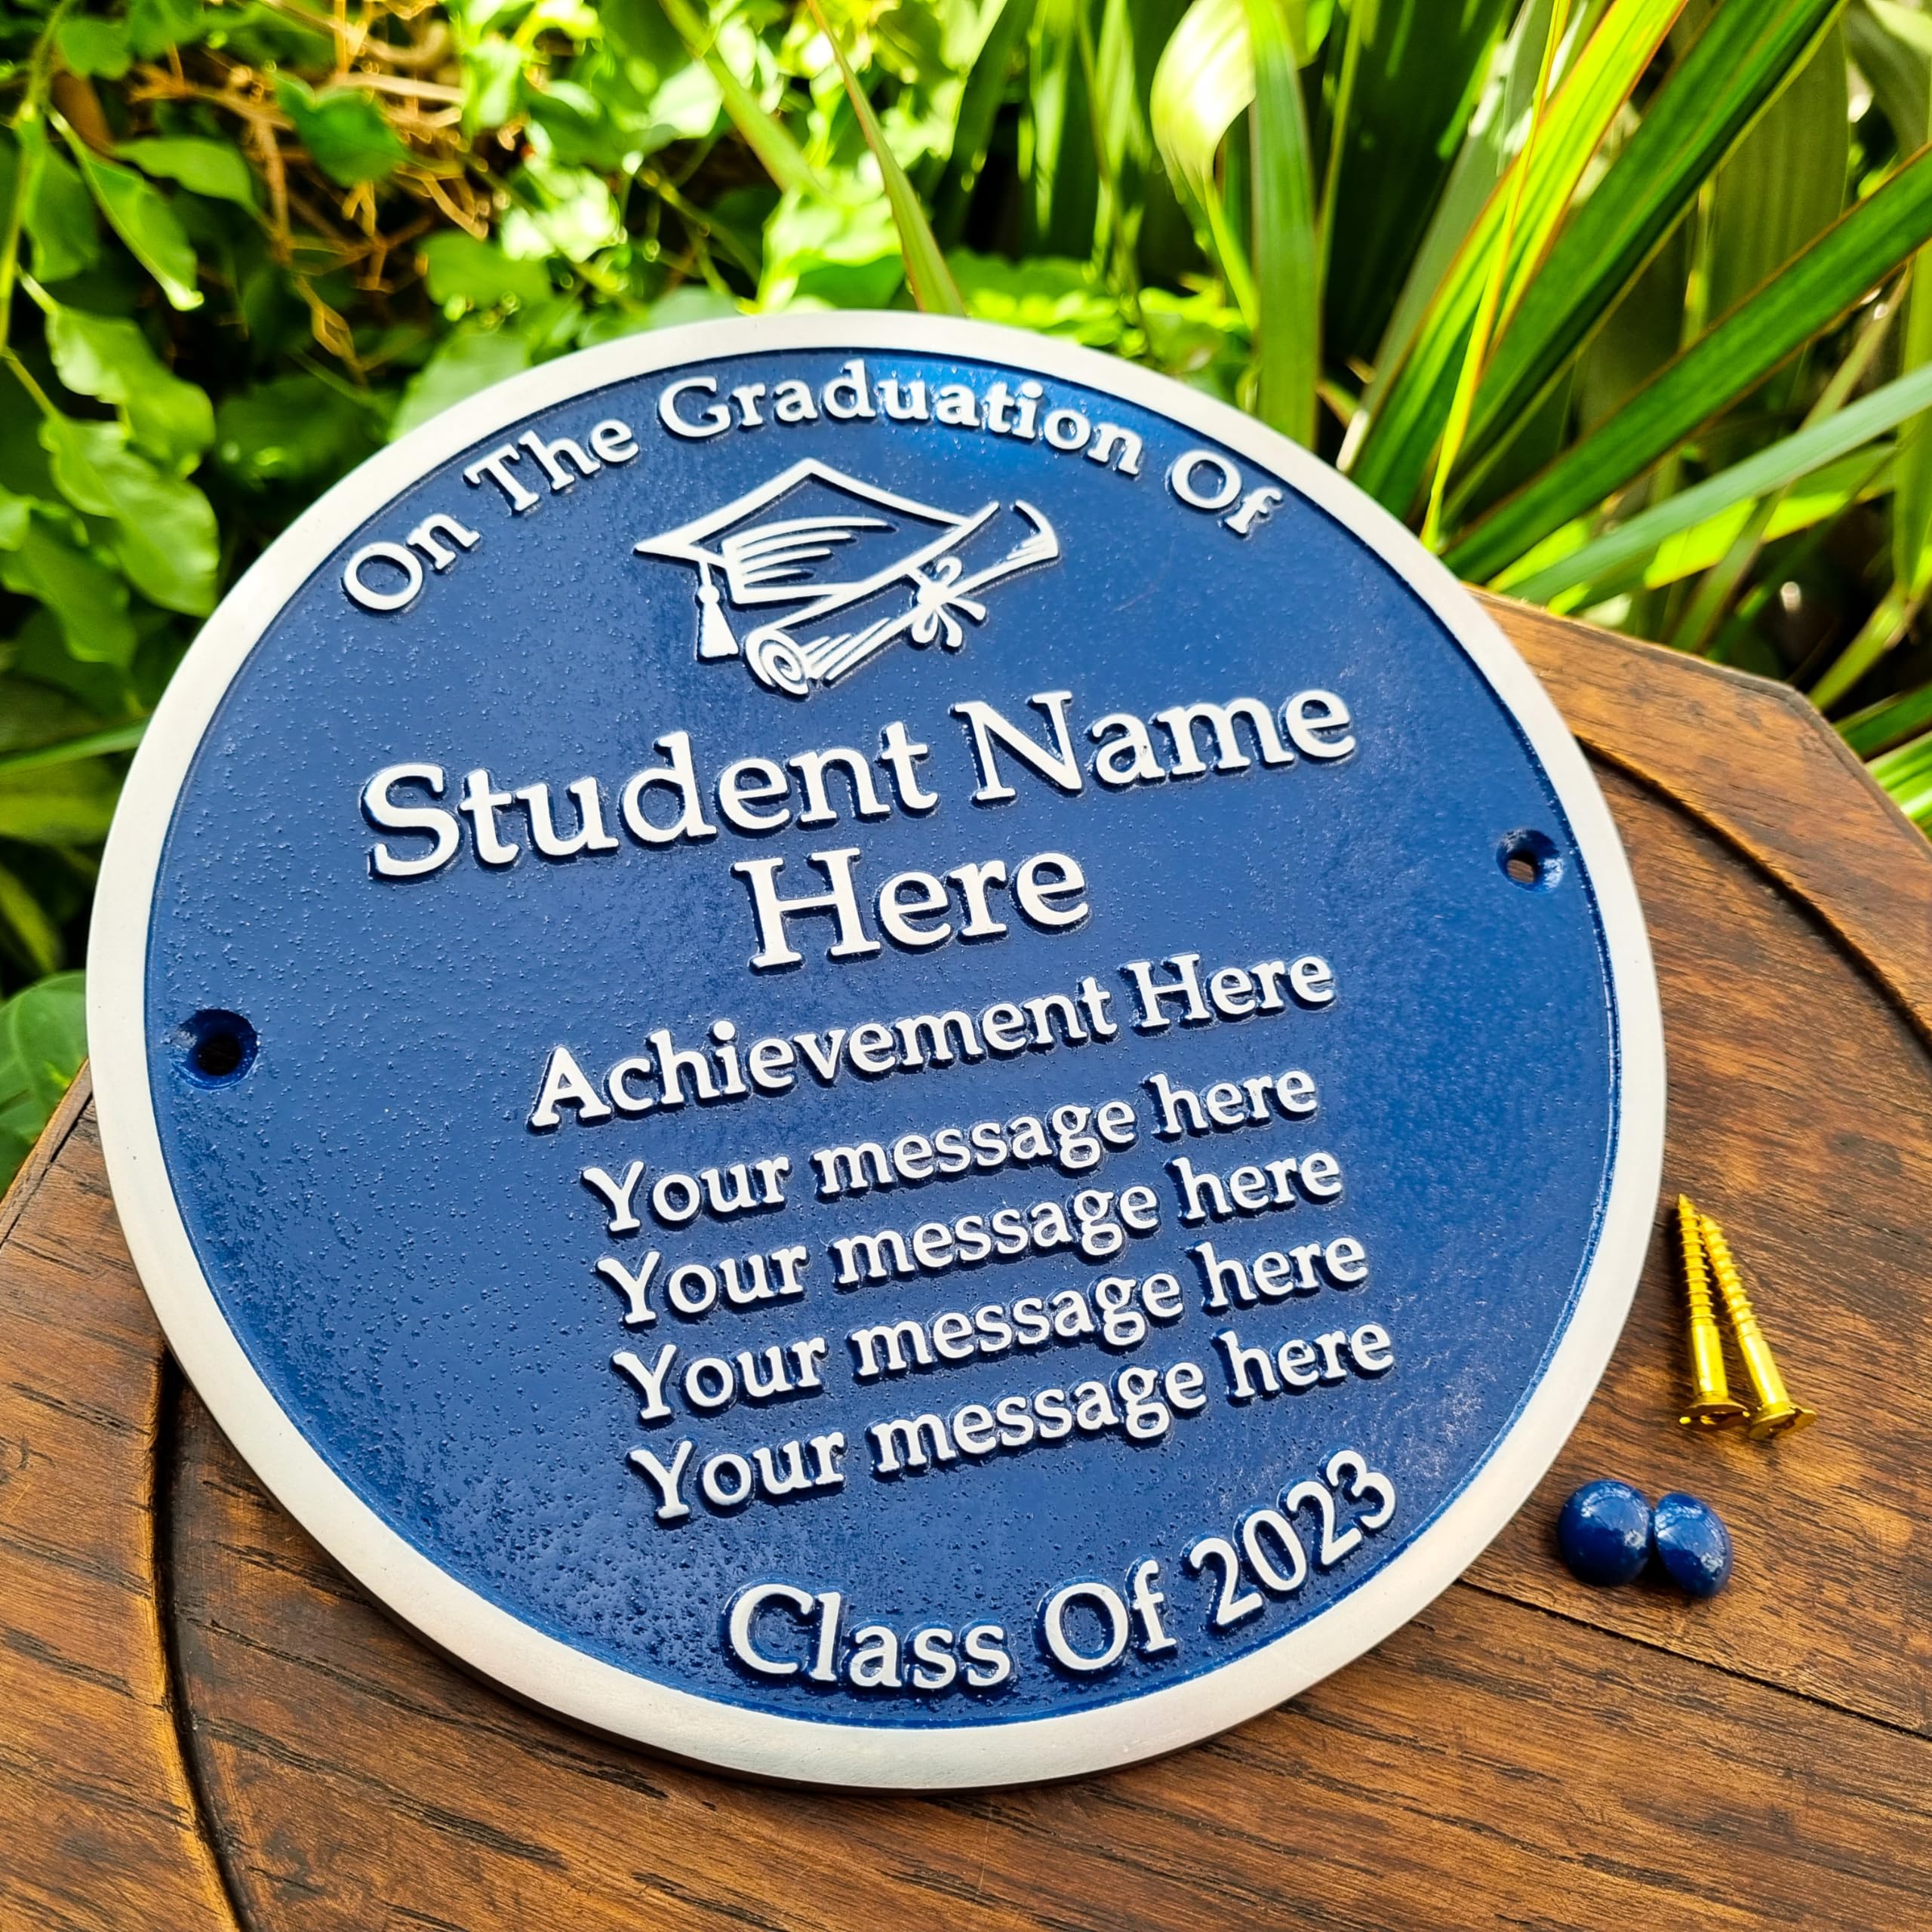 On The Graduation Of
Student Name
Here
Achievement Here
Your message here
Your message here
Your message here
Your message here
Class Of 2023